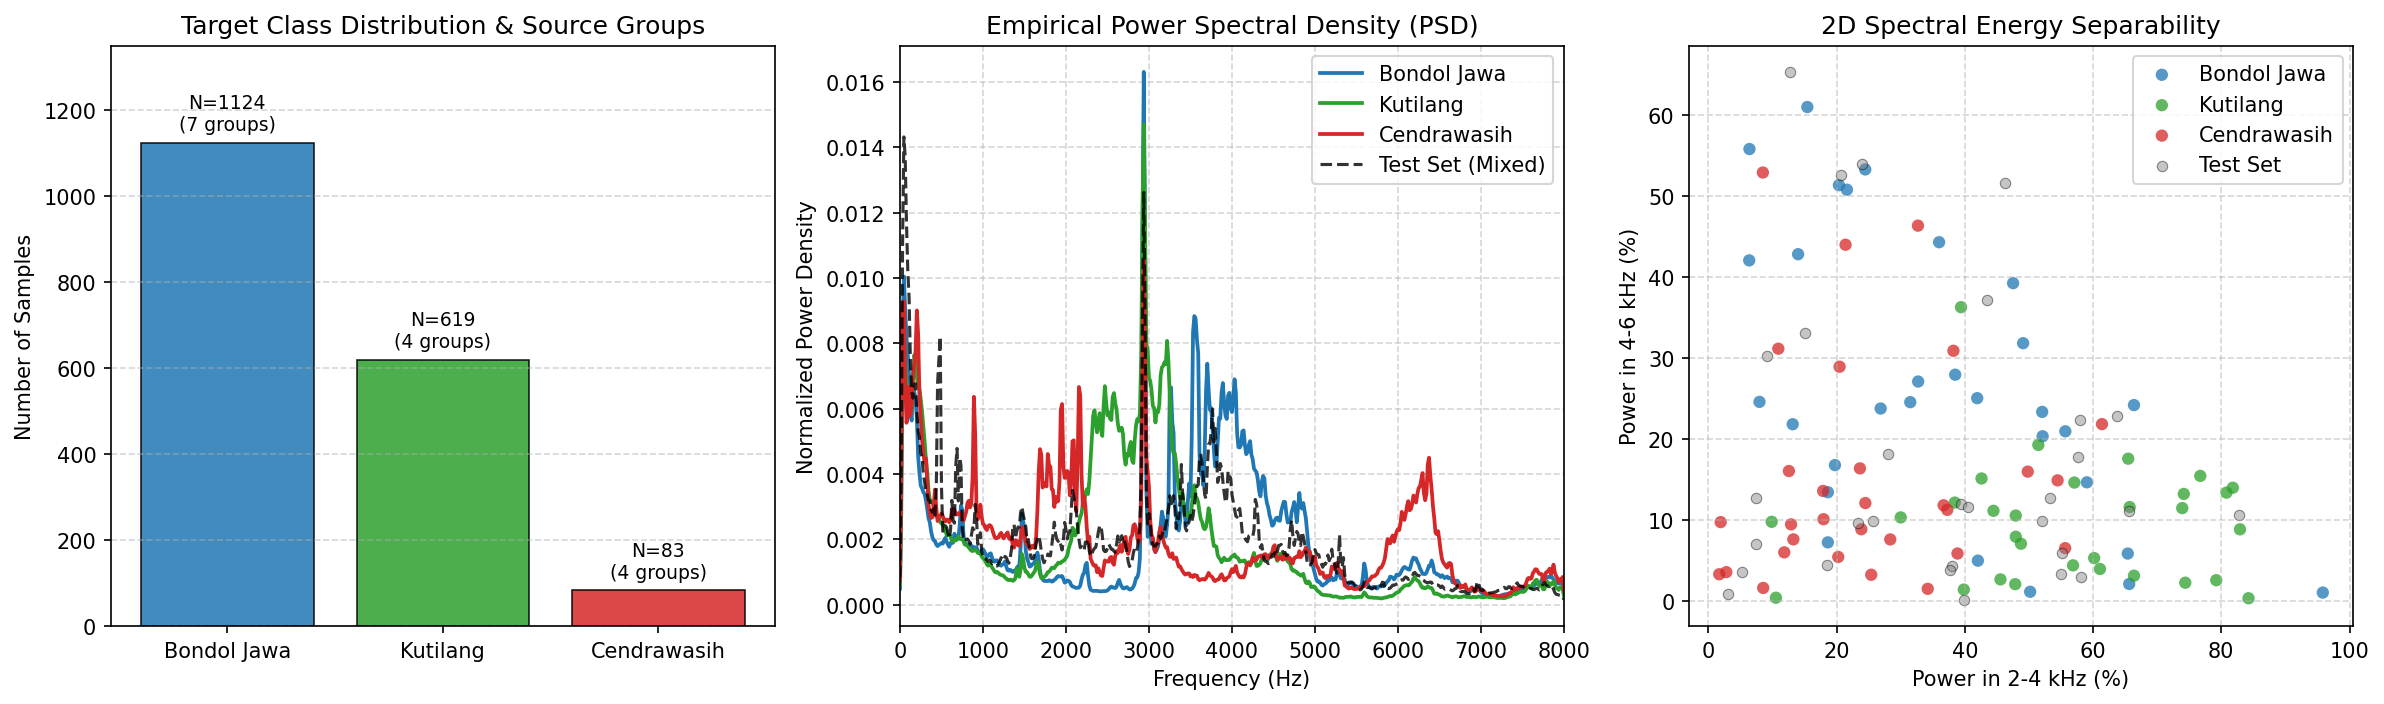 Target Class Distribution & Source Groups
Number of Samples
1200
1000
800
600
400
200
0
N=1124
(7 groups)
N=619
(4 groups)
N=83
(4 groups)
Bondol Jawa
Kutilang
Cendrawasih
Empirical Power Spectral Density (PSD)
Normalized Power Density
0.016
0.014
0.012
0.010
0.008
0.006
0.004
0.002
0.000
Bondol Jawa
Kutilang
Cendrawasih
Test Set (Mixed)
0 1000 2000 3000 4000 5000 6000 7000 8000
Frequency (Hz)
2D Spectral Energy Separability
Power in 4-6 kHz (%)
60
50
40
30
20
10
0
Bondol Jawa
Kutilang
Cendrawasih
Test Set
0 20 40 60 80 100
Power in 2-4 kHz (%)